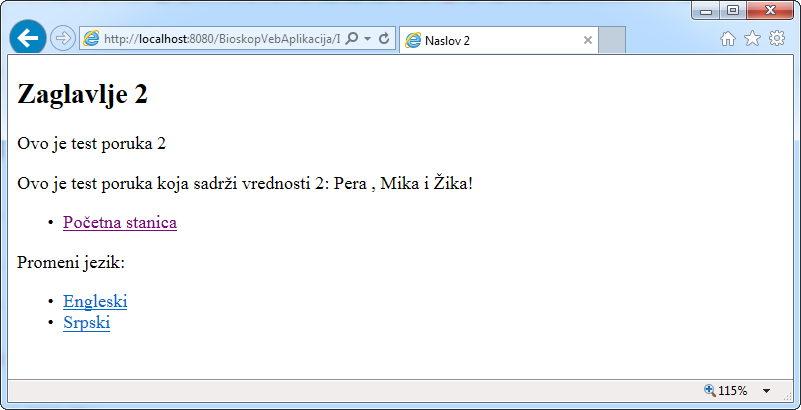 http://localhost:8080/BioskopVebAplikacija/I
Naslov 2
Zaglavlje 2
Ovo je test poruka 2
Ovo je test poruka koja sadrži vrednosti 2: Pera , Mika i Žika!
• Početna stanica
Promeni jezik:
• Engleski
• Srpski
115%